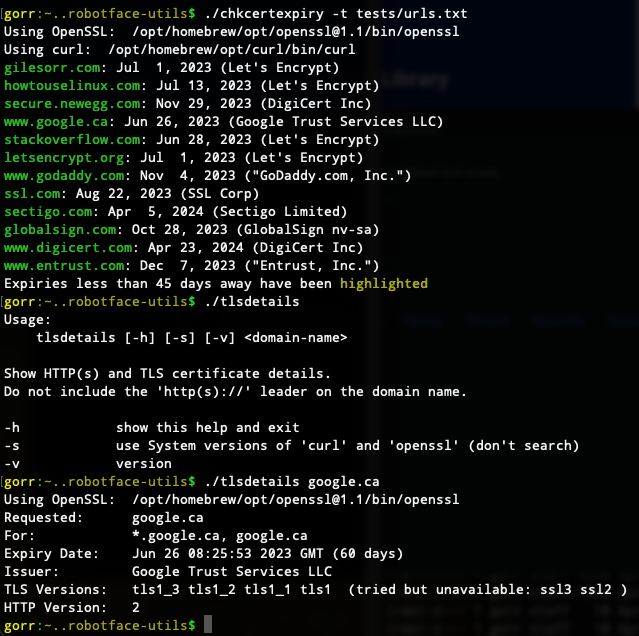 [gorr:~..robotface-utils$ ./chkcertexpiry -t tests/urls.txt
Using OpenSSL:  /opt/homebrew/opt/openssl@1.1/bin/openssl
Using curl:  /opt/homebrew/opt/curl/bin/curl
gilesorr.com: Jul  1, 2023 (Let's Encrypt)
howtouselinux.com: Jul 13, 2023 (Let's Encrypt)
secure.newegg.com: Nov 29, 2023 (DigiCert Inc)
www.google.ca: Jun 26, 2023 (Google Trust Services LLC)
stackoverflow.com: Jun 28, 2023 (Let's Encrypt)
letsencrypt.org: Jul  1, 2023 (Let's Encrypt)
www.godaddy.com: Nov  4, 2023 ("GoDaddy.com, Inc.")
ssl.com: Aug 22, 2023 (SSL Corp)
sectigo.com: Apr  5, 2024 (Sectigo Limited)
globalsign.com: Oct 28, 2023 (GlobalSign nv-sa)
www.digicert.com: Apr 23, 2024 (DigiCert Inc)
www.entrust.com: Dec  7, 2023 ("Entrust, Inc.")
Expiries less than 45 days away have been highlighted
[gorr:~..robotface-utils$ ./tlsdetails
Usage:
    tlsdetails [-h] [-s] [-v] <domain-name>

Show HTTP(s) and TLS certificate details.
Do not include the 'http(s)://' leader on the domain name.

-h           show this help and exit
-s           use System versions of 'curl' and 'openssl' (don't search)
-v           version
[gorr:~..robotface-utils$ ./tlsdetails google.ca
Using OpenSSL:  /opt/homebrew/opt/openssl@1.1/bin/openssl
Requested:      google.ca
For:            *.google.ca, google.ca
Expiry Date:    Jun 26 08:25:53 2023 GMT (60 days)
Issuer:         Google Trust Services LLC
TLS Versions:   tls1_3 tls1_2 tls1_1 tls1  (tried but unavailable: ssl3 ssl2 )
HTTP Version:   2
gorr:~..robotface-utils$
Library